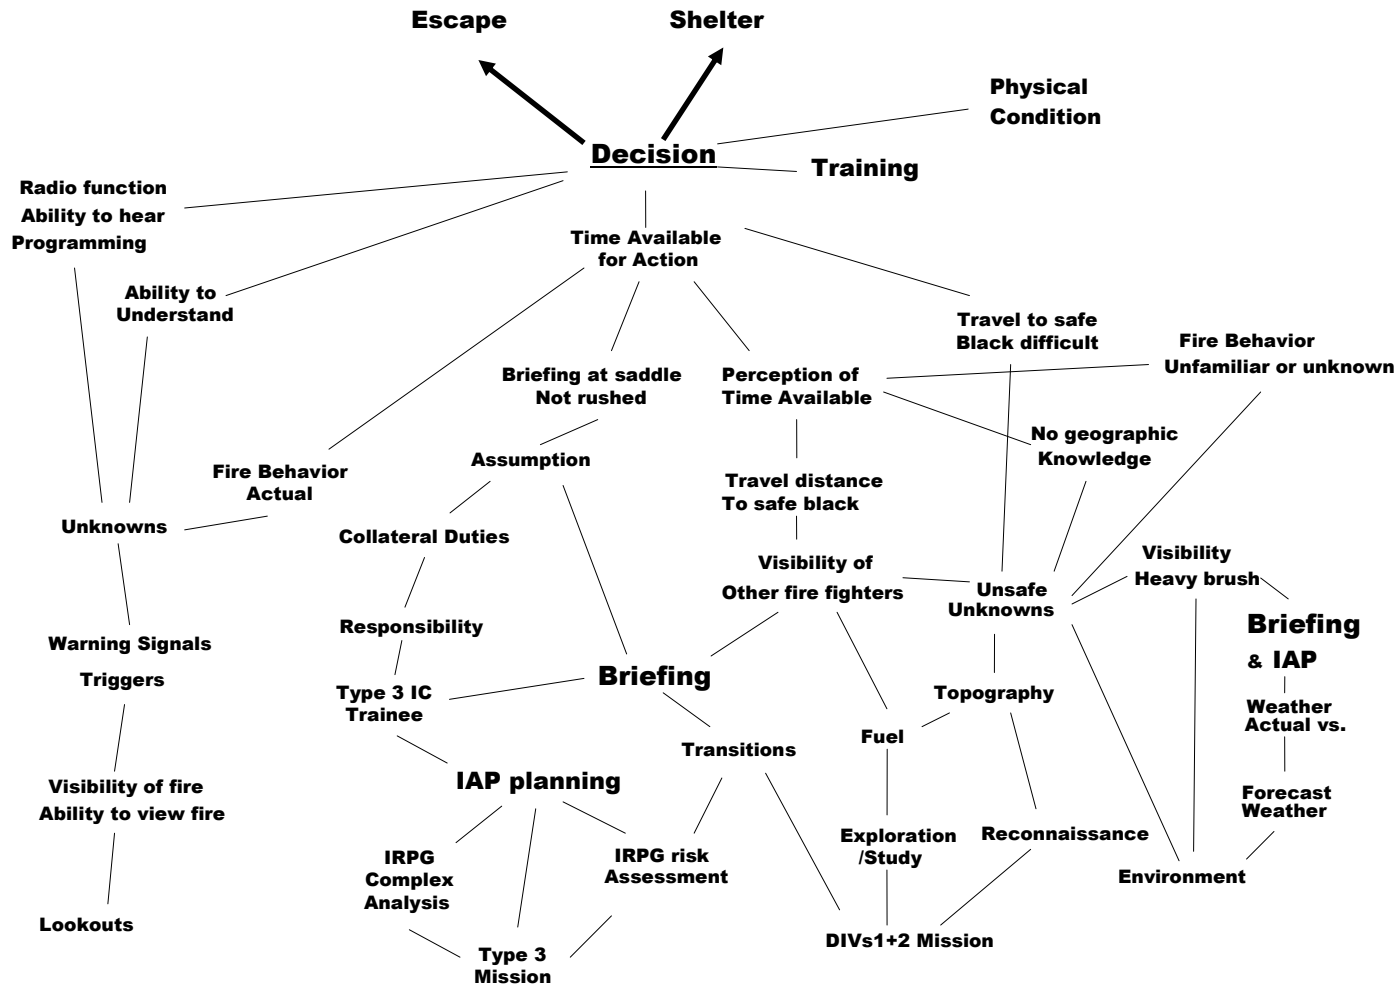 Escape
Shelter
Physical
Condition
Decision
Training
Radio function
Ability to hear
Programming
Time Available
for Action
Ability to
Understand
Travel to safe
Black difficult
Fire Behavior
Unfamiliar or unknown
Briefing at saddle
Not rushed
Perception of
Time Available
No geographic
Knowledge
Assumption
Fire Behavior
Actual
Travel distance
To safe black
Unknowns
Collateral Duties
Visibility of
Other fire fighters
Unsafe
Unknowns
Visibility
Heavy brush
Briefing
& IAP
Warning Signals
Triggers
Responsibility
Briefing
Type 3 IC
Trainee
Topography
Weather
Actual vs.
Fuel
Transitions
IAP planning
Visibility of fire
Ability to view fire
Forecast
Weather
Exploration
/Study
Reconnaissance
IRPG
Complex
Analysis
IRPG risk
Assessment
Environment
Lookouts
DIVs1+2 Mission
Type 3
Mission